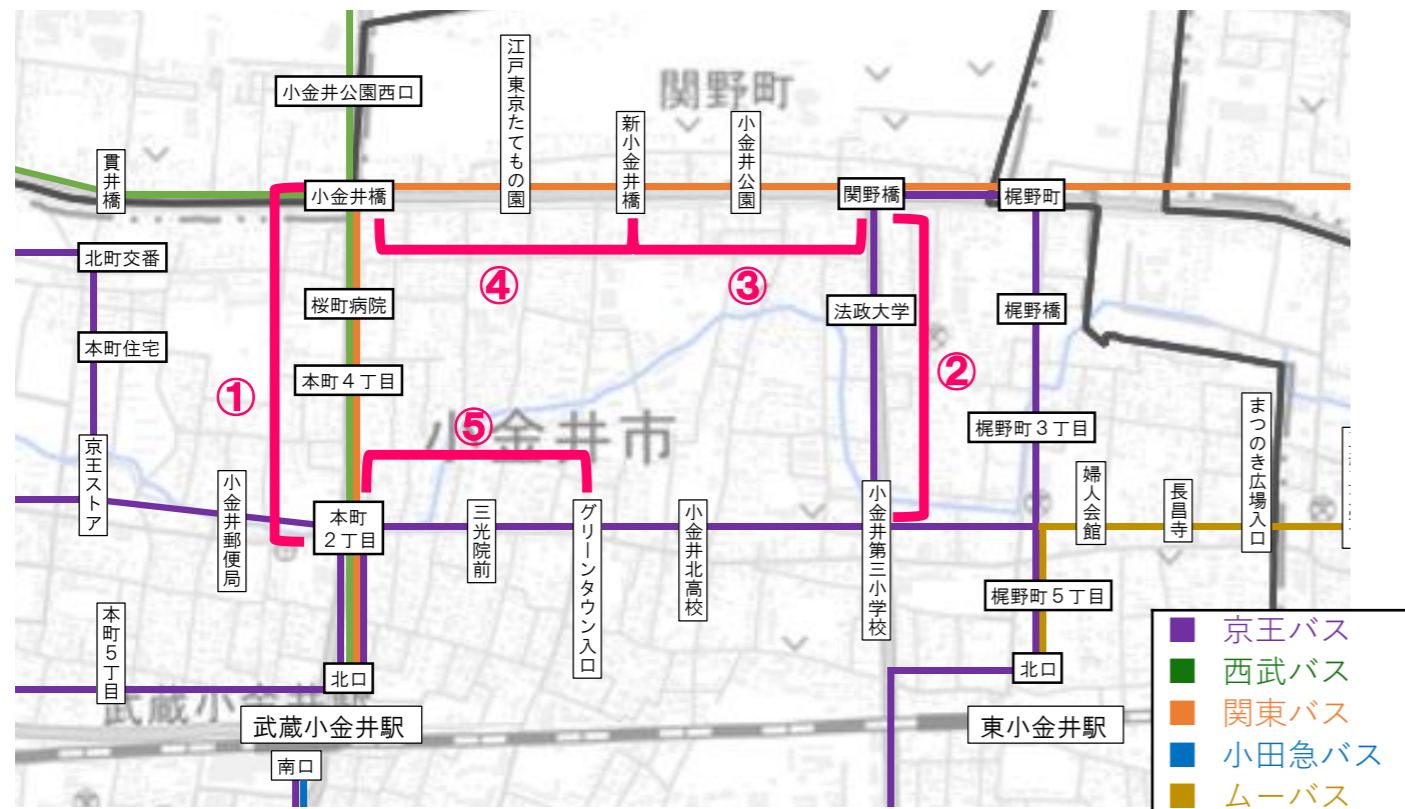 関野町
小金井公園西口
江戸東京たてもの園
新小金井橋
小金井公園
貫井橋
小金井橋
関野橋
梶野町
北町交番
④
③
桜町病院
法政大学
梶野橋
本町住宅
本町4丁目
①
②
⑤
小金井市
梶野町3丁目
京王ストア
小金井郵便局
本町
2丁目
三光院前
グリーンタウン入口
小金井北高校
小金井第三小学校
婦人会館
長昌寺
まつのき広場入口
梶野町5丁目
本町5丁目
北口
北口
武蔵小金井駅
武蔵小金井駅
東小金井駅
南口
京王バス
西武バス
関東バス
小田急バス
ムーバス